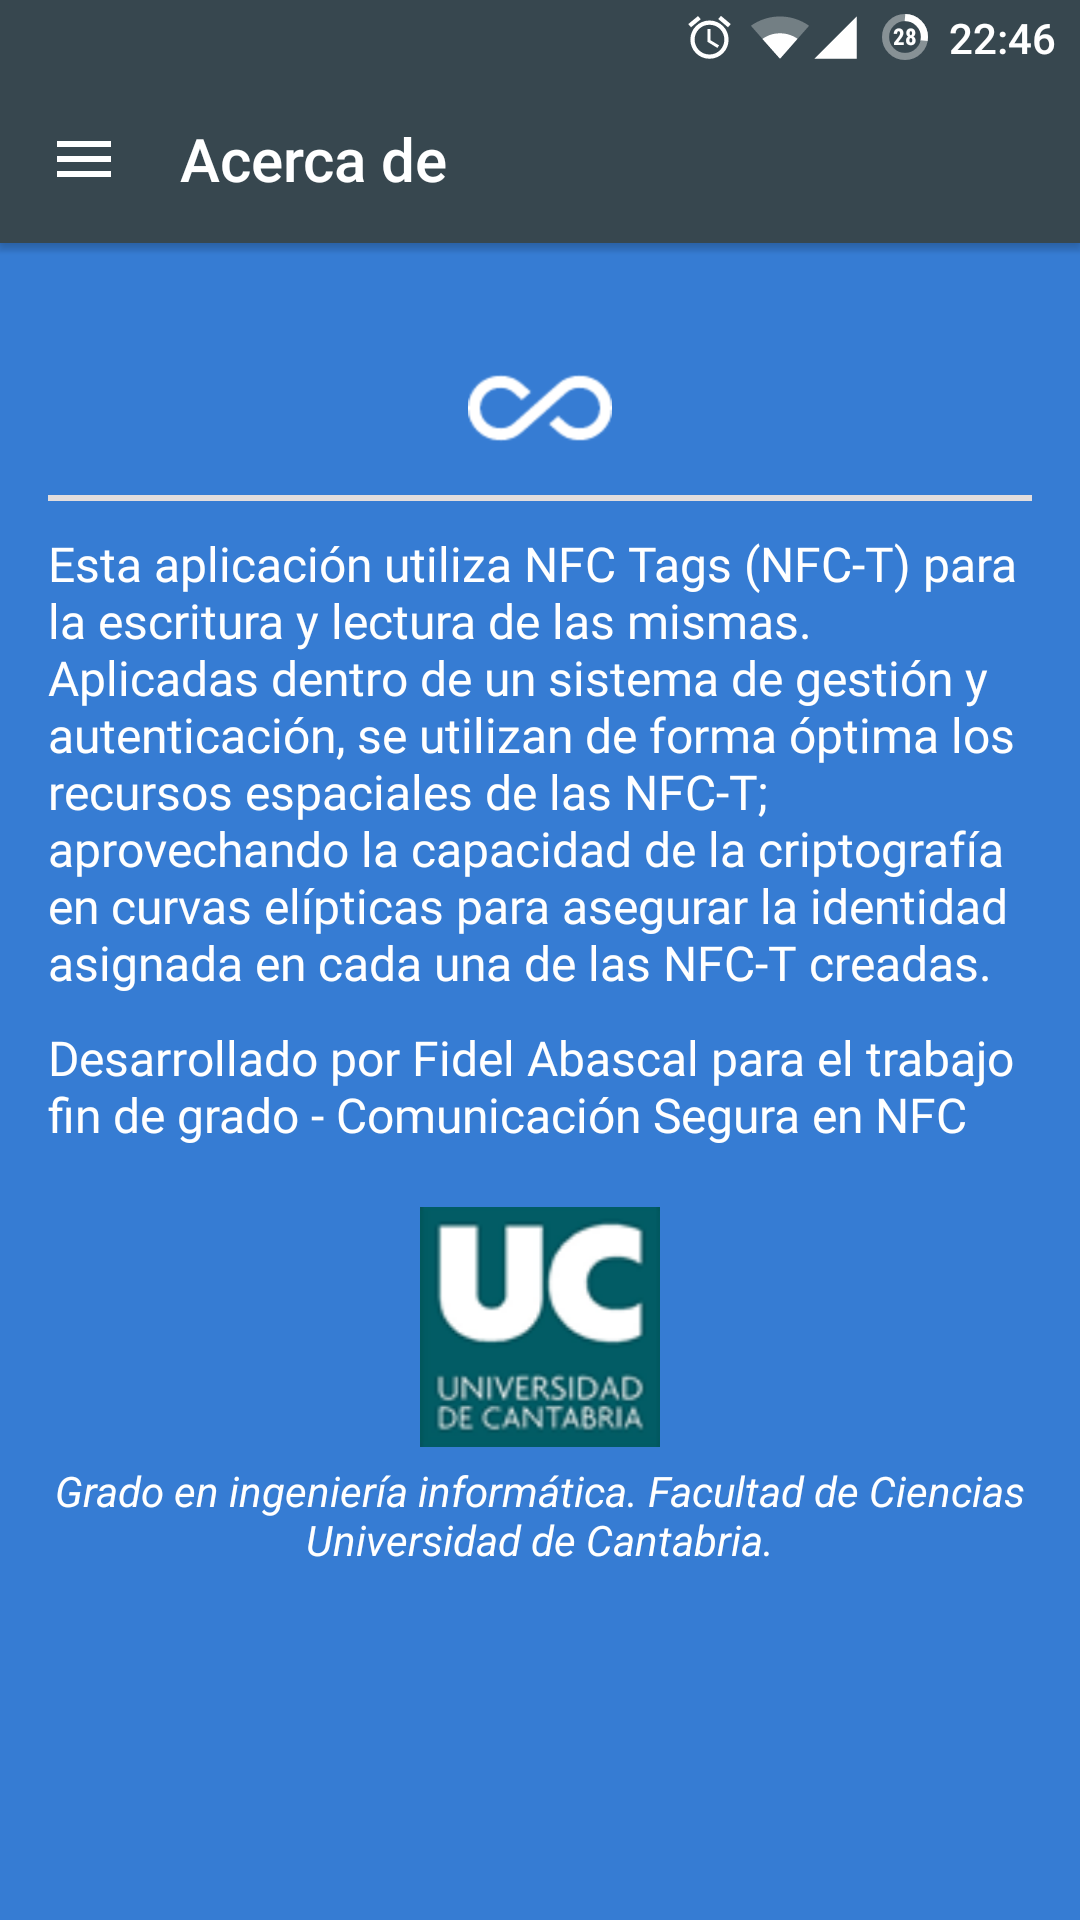 28 22:46
Acerca de
Esta aplicación utiliza NFC Tags (NFC-T) para
la escritura y lectura de las mismas.
Aplicadas dentro de un sistema de gestión y
autenticación, se utilizan de forma óptima los
recursos espaciales de las NFC-T;
aprovechando la capacidad de la criptografía
en curvas elípticas para asegurar la identidad
asignada en cada una de las NFC-T creadas.
Desarrollado por Fidel Abascal para el trabajo
fin de grado - Comunicación Segura en NFC
UC
UNIVERSIDAD
DE CANTABRIA
Grado en ingeniería informática. Facultad de Ciencias
Universidad de Cantabria.